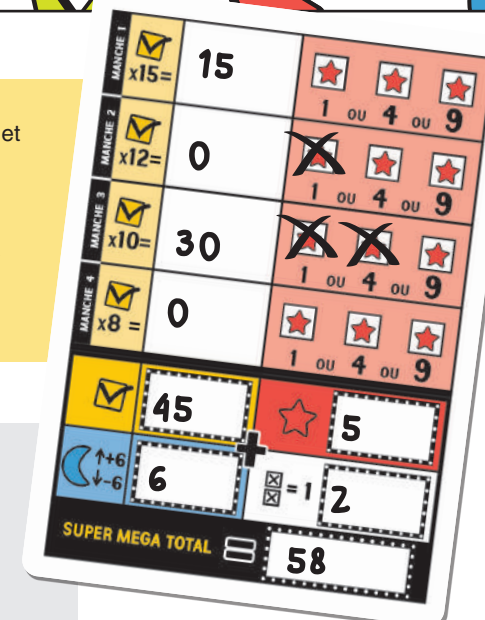 et
MANCHE 1
x15= 15
1 OU 4 OU 9
MANCHE 2
x12= 0
1 OU 4 OU 9
MANCHE 3
x10= 30
1 OU 4 OU 9
MANCHE 4
x8 = 0
1 OU 4 OU 9
45 + 5
↑+6
↓-6
6
= 1 2
SUPER MEGA TOTAL = 58